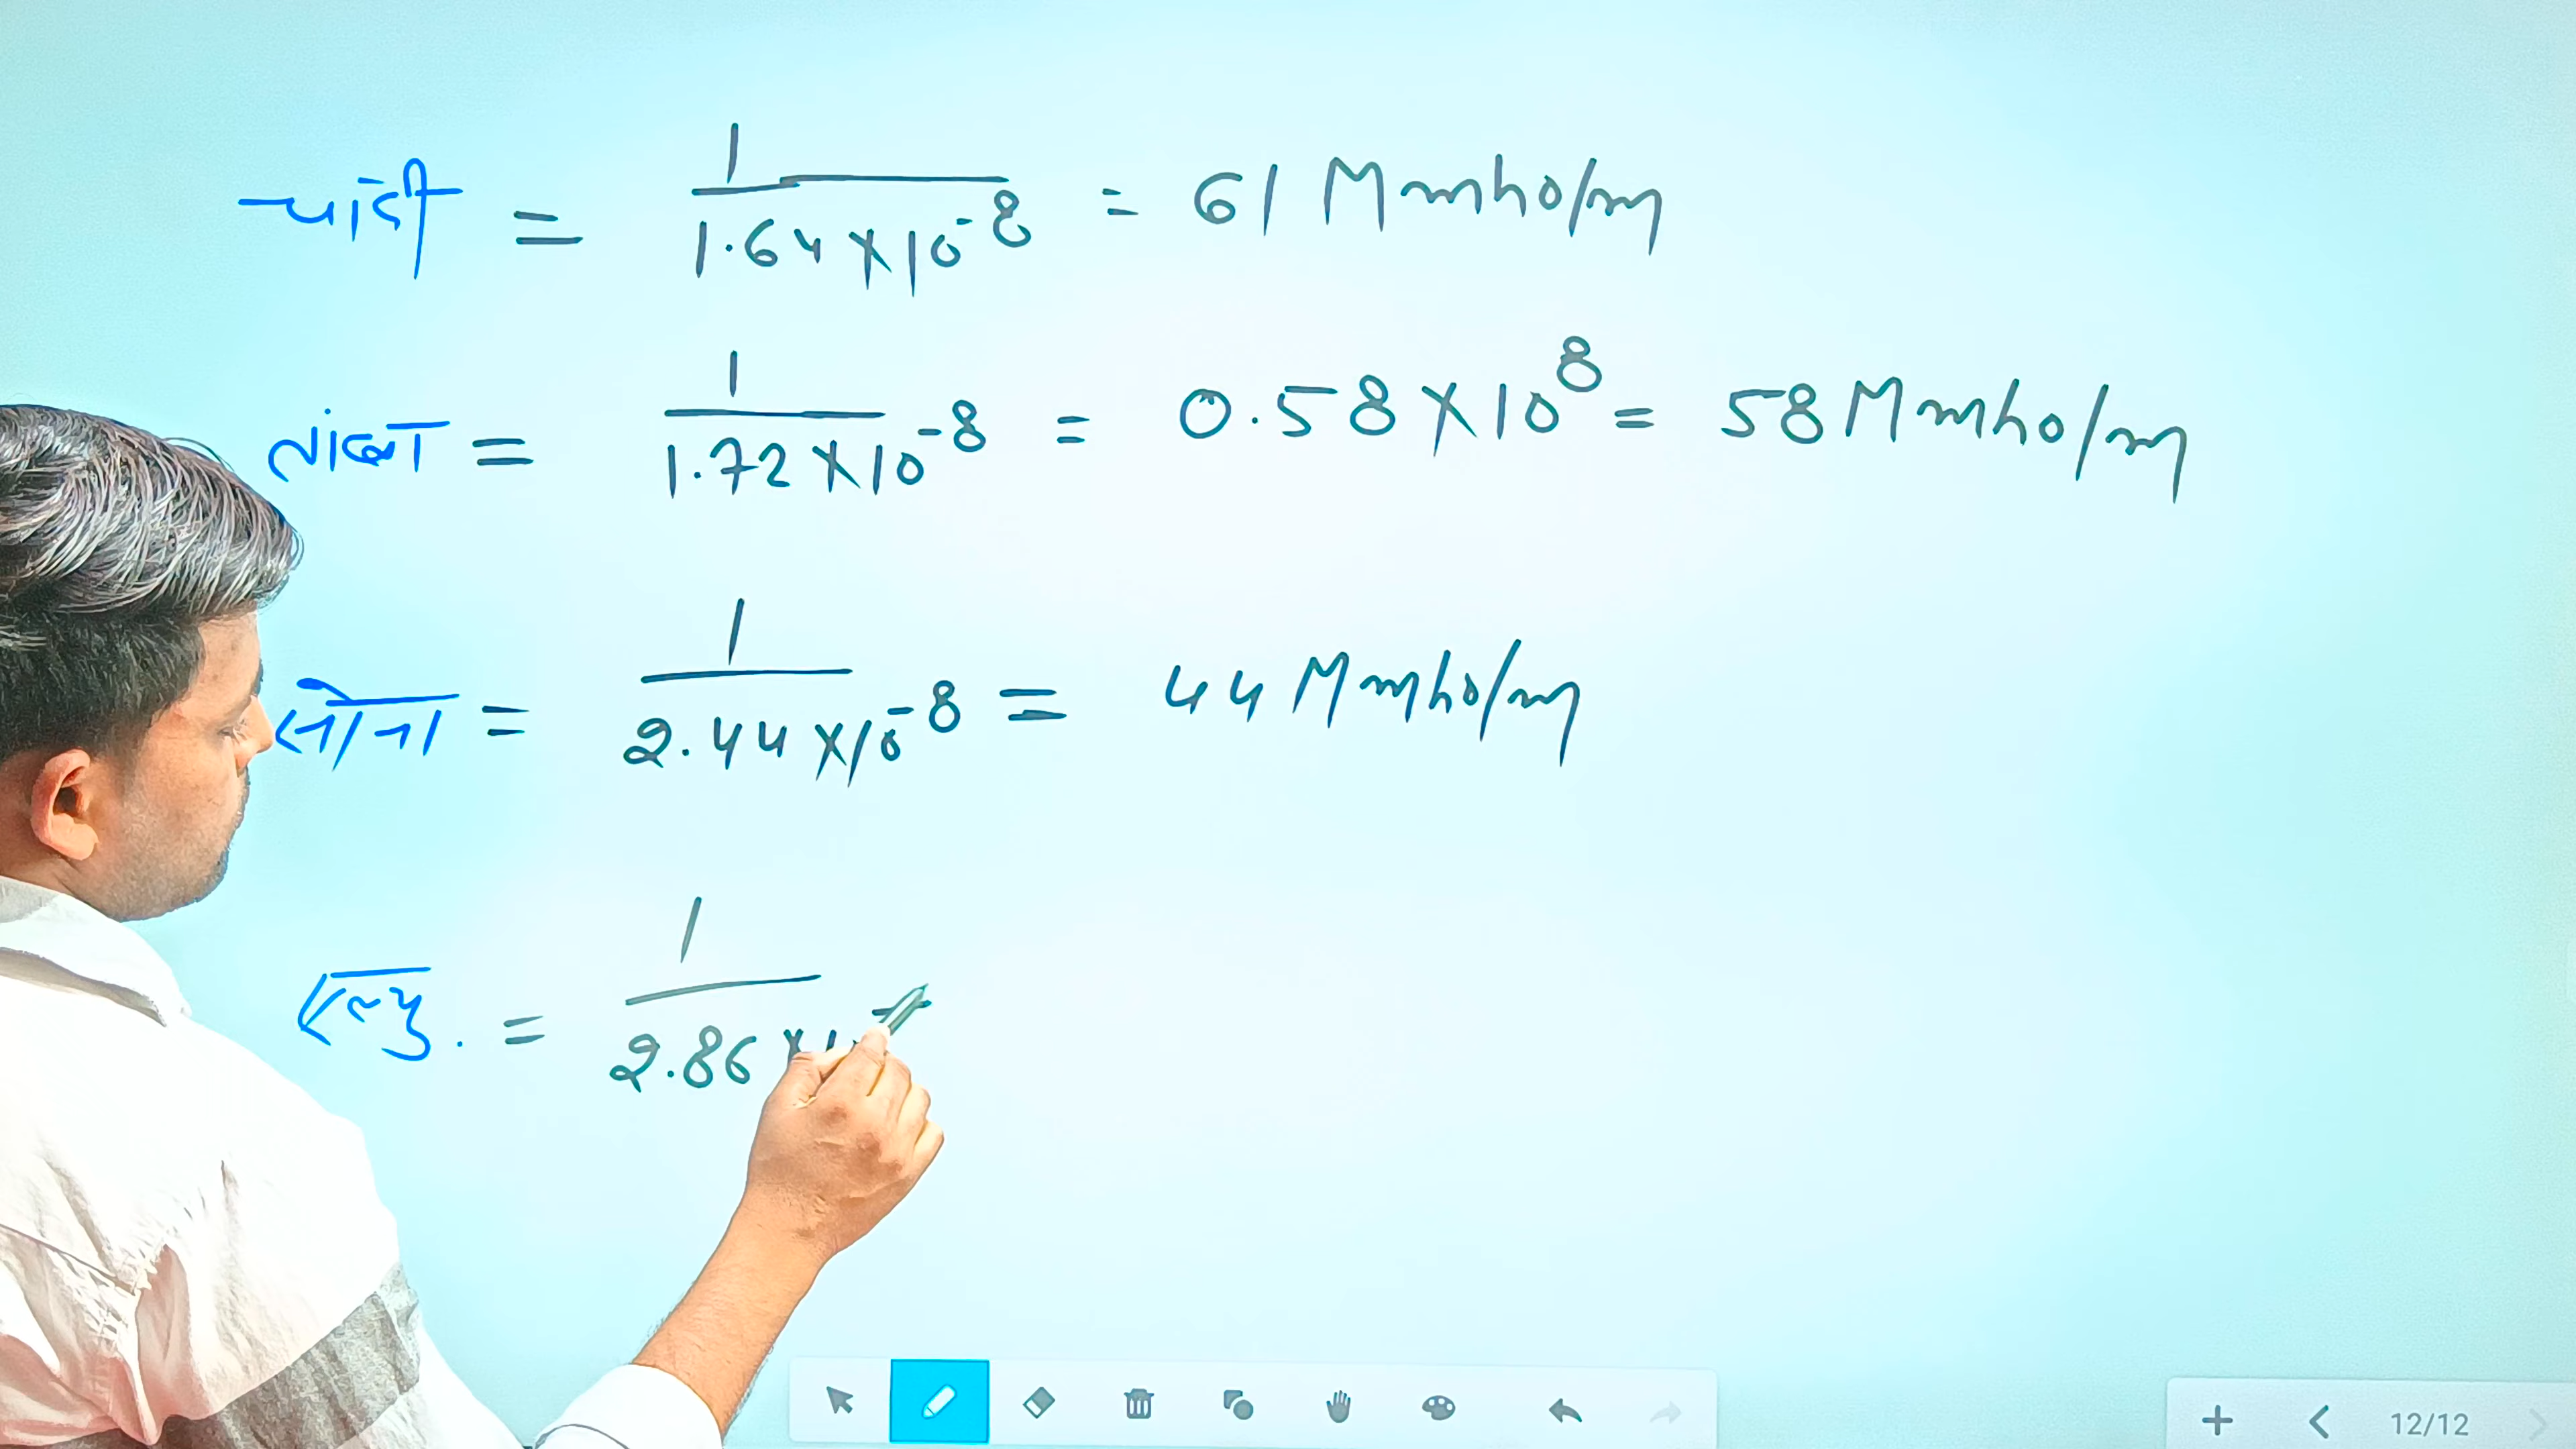 चांदी = 1/1.64 × 10⁻⁸ = 61 Mmho/m
तांबा = 1/1.72 × 10⁻⁸ = 0.58 × 10⁸ = 58 Mmho/m
सोना = 1/2.44 × 10⁻⁸ = 44 Mmho/m
एल्यु. = 1/2.86 ×
12/12